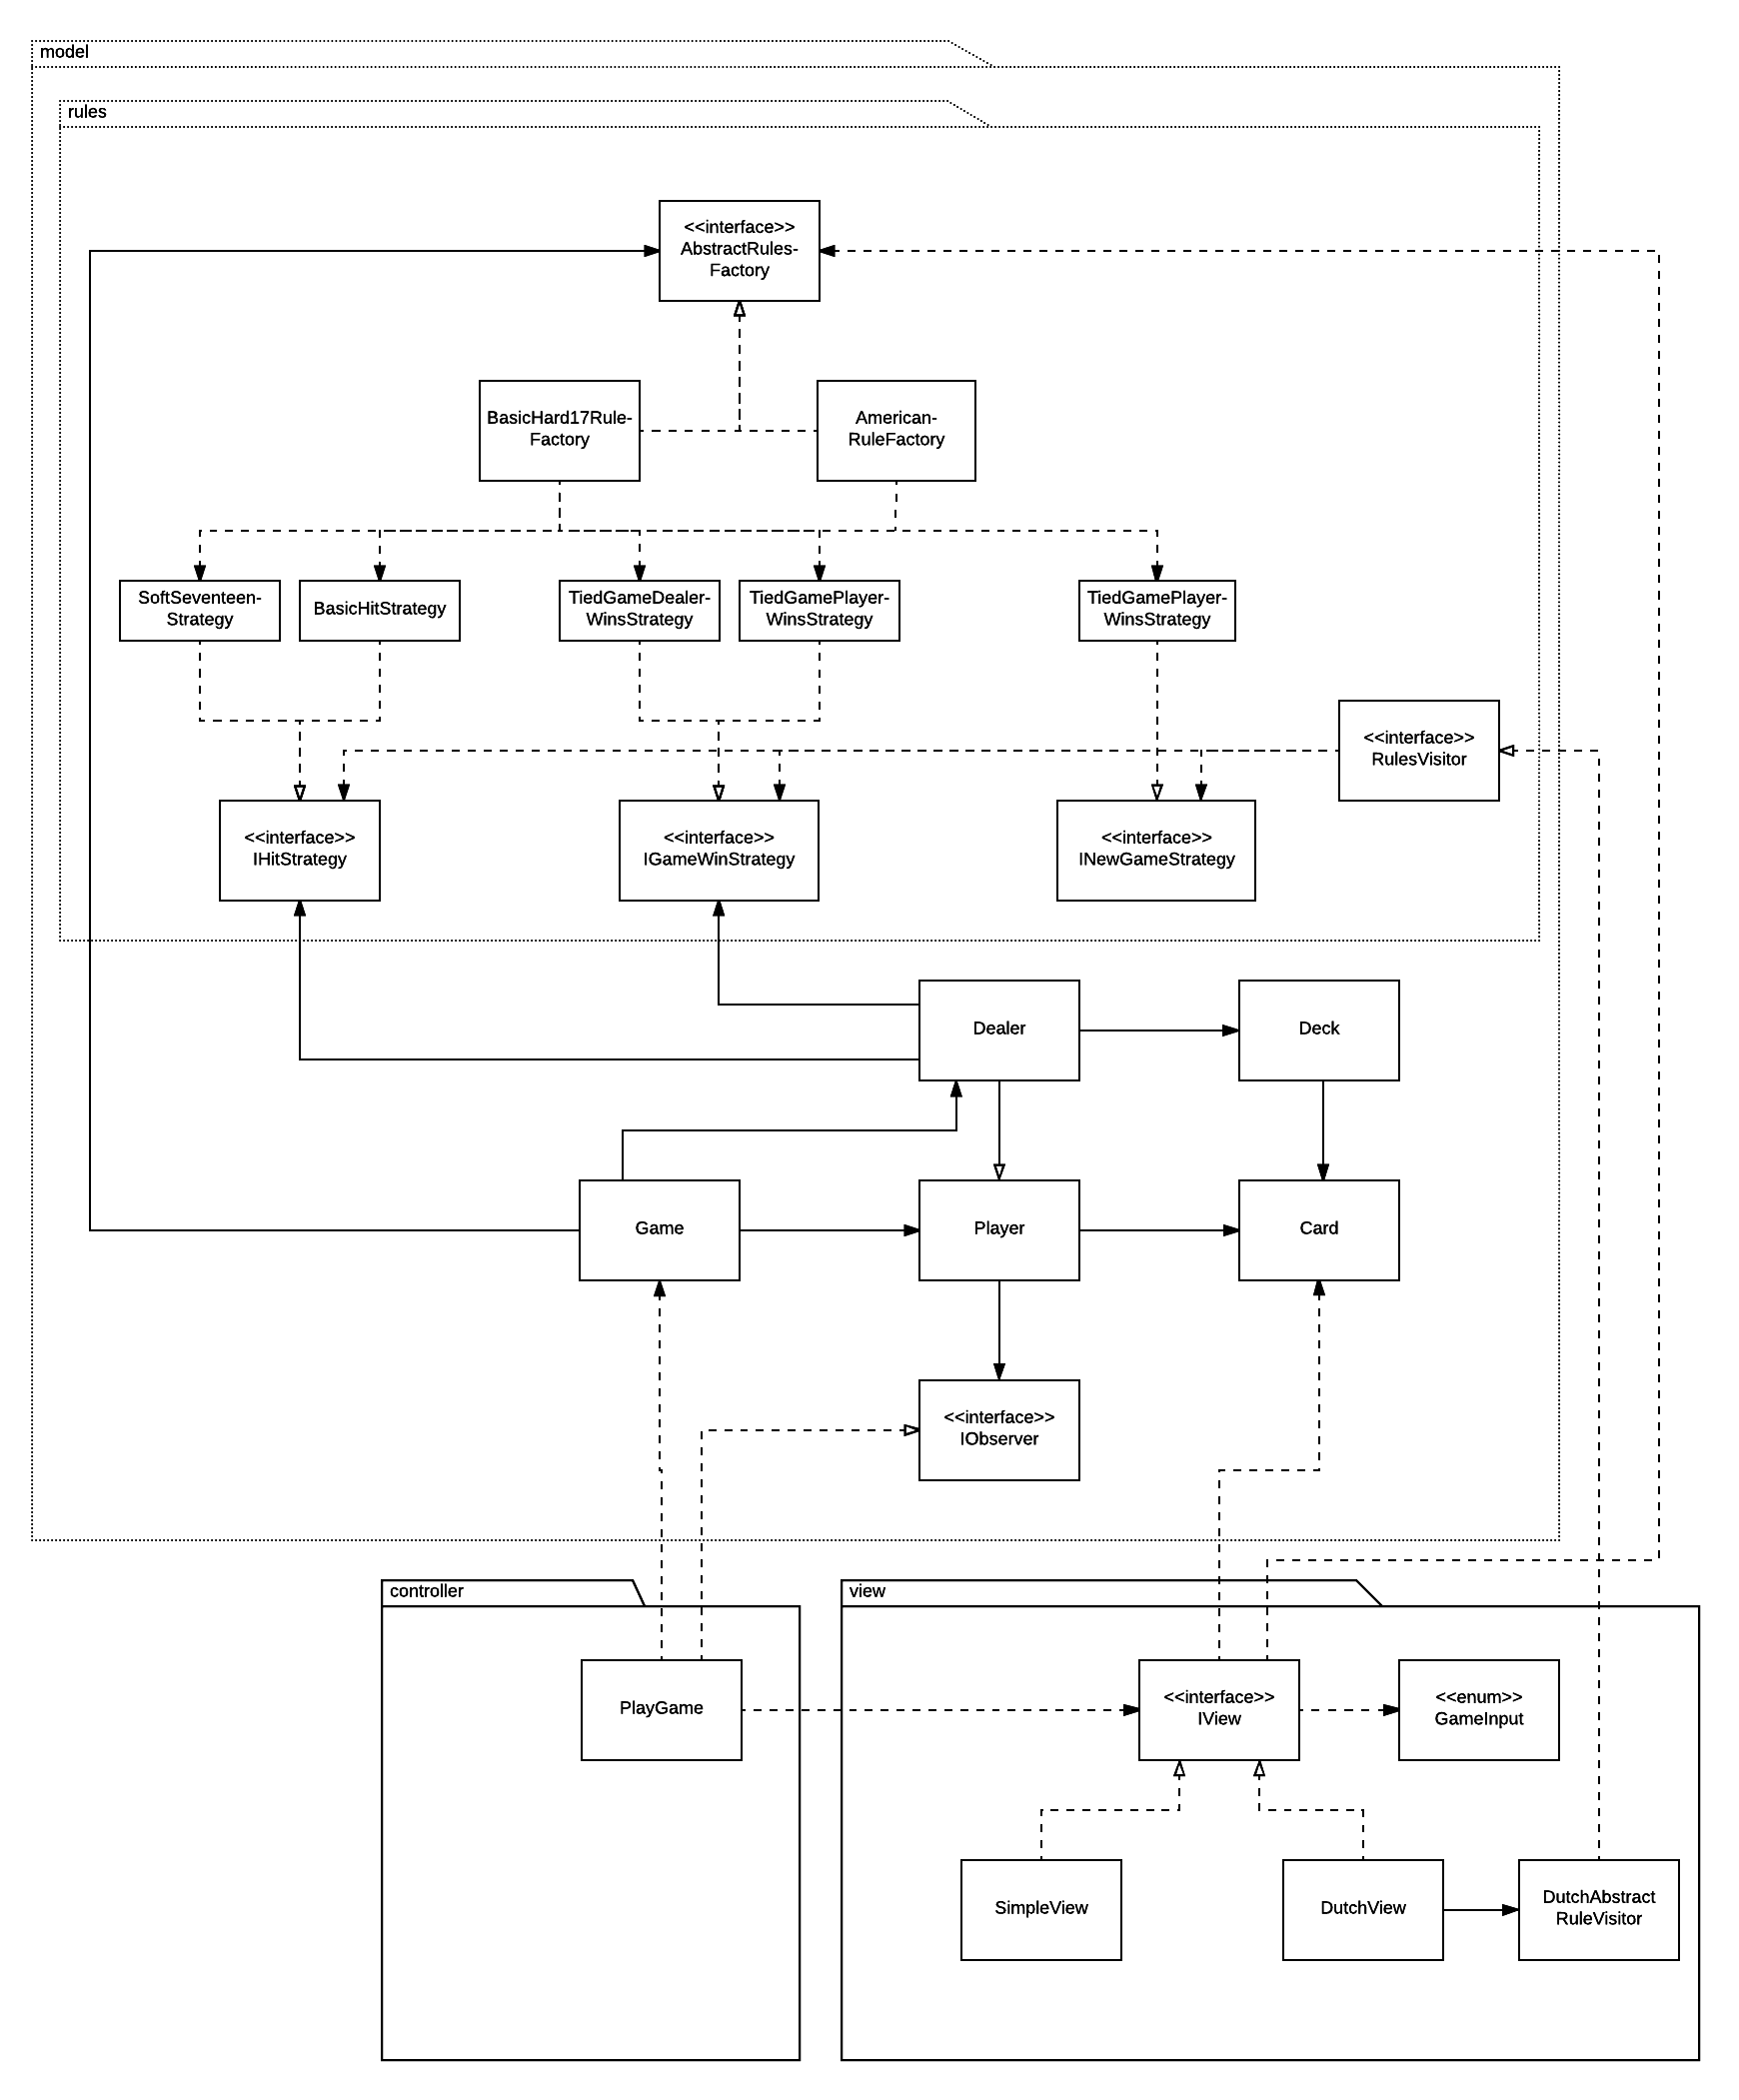 model
rules
<<interface>>
AbstractRules-
Factory
BasicHard17Rule-
Factory
American-
RuleFactory
SoftSeventeen-
Strategy
BasicHitStrategy
TiedGameDealer-
WinsStrategy
TiedGamePlayer-
WinsStrategy
TiedGamePlayer-
WinsStrategy
<<interface>>
RulesVisitor
<<interface>>
IHitStrategy
<<interface>>
IGameWinStrategy
<<interface>>
INewGameStrategy
Dealer
Deck
Game
Player
Card
<<interface>>
IObserver
controller
view
PlayGame
<<interface>>
IView
<<enum>>
GameInput
SimpleView
DutchView
DutchAbstract
RuleVisitor